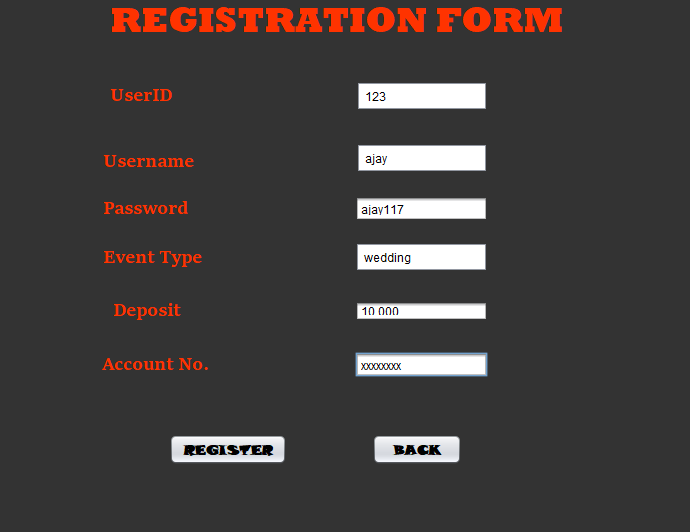 REGISTRATION FORM
UserID 123
Username ajay
Password ajay117
Event Type wedding
Deposit 10 000
Account No. xxxxxxxx
REGISTER BACK